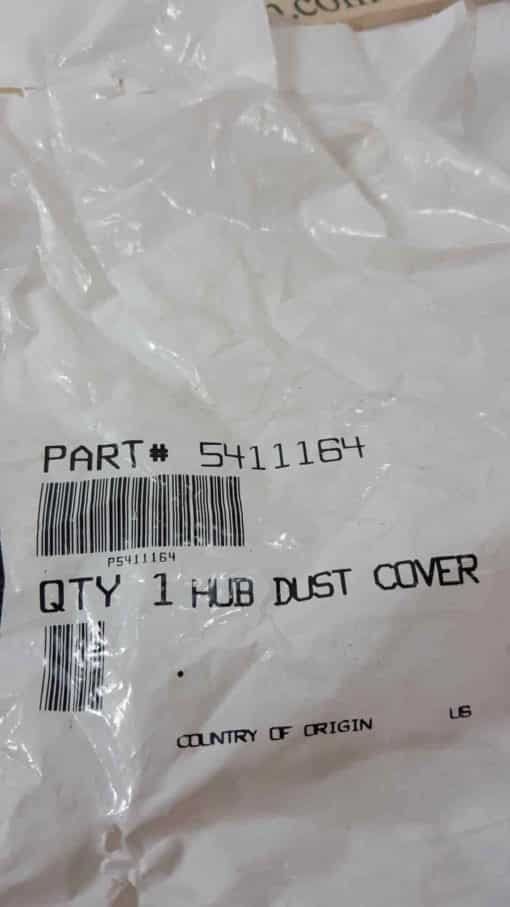 PART# 5411164
P5411164
QTY 1 HUB DUST COVER
COUNTRY OF ORIGIN US